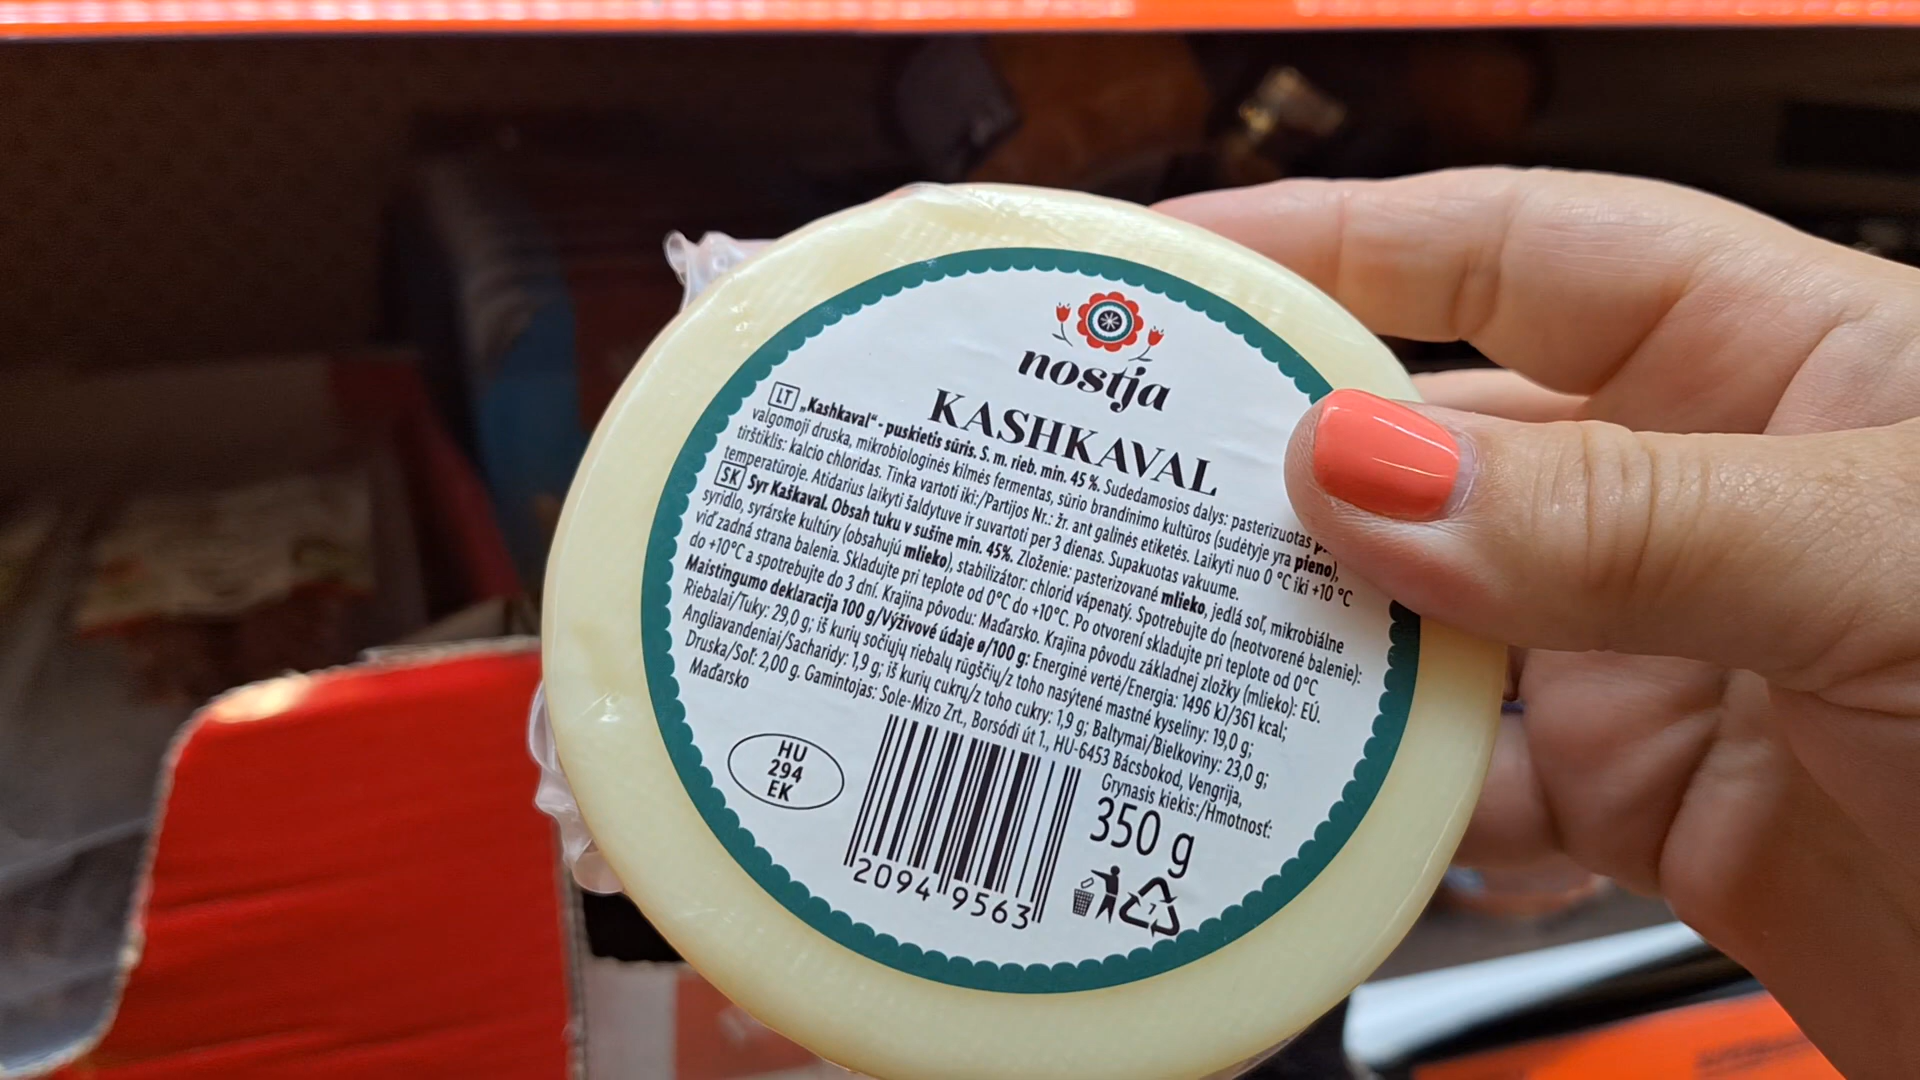 nostja
KASHKAVAL
LT „Kashkaval“ - puskietis sūris. S. m. rieb. min. 45 %. Sudedamosios dalys: pasterizuotas
valgomoji druska, mikrobiologinės kilmės fermentas, sūrio brandinimo kultūros (sudėtyje yra pieno),
tirštiklis: kalcio chloridas. Tinka vartoti iki:/Partijos Nr.: žr. ant galinės etiketės. Laikyti nuo 0 °C iki +10 °C
temperatūroje. Atidarius laikyti šaldytuve ir suvartoti per 3 dienas. Supakuotas vakuume.
SK Syr Kaškaval. Obsah tuku v sušine min. 45%. Zloženie: pasterizované mlieko, jedlá soľ, mikrobiálne
syridlo, syrárske kultúry (obsahujú mlieko), stabilizátor: chlorid vápenatý. Spotrebujte do (neotvorené balenie):
viď zadná strana balenia. Skladujte pri teplote od 0°C do +10°C. Po otvorení skladujte pri teplote od 0°C
do +10°C a spotrebujte do 3 dní. Krajina pôvodu: Maďarsko. Krajina pôvodu základnej zložky (mlieko): EÚ.
Maistingumo deklaracija 100 g/Výživové údaje ø/100 g: Energinė vertė/Energia: 1496 kJ/361 kcal;
Riebalai/Tuky: 29,0 g; iš kurių sočiųjų riebalų rūgščių/z toho nasýtené mastné kyseliny: 19,0 g;
Angliavandeniai/Sacharidy: 1,9 g; iš kurių cukrų/z toho cukry: 1,9 g; Baltymai/Bielkoviny: 23,0 g;
Druska/Soľ: 2,00 g. Gamintojas: Sole-Mizo Zrt., Borsódi út 1., HU-6453 Bácsbokod, Vengrija,
Maďarsko
Grynasis kiekis:/Hmotnosť:
350 g
HU
294
EK
2094 9563
7